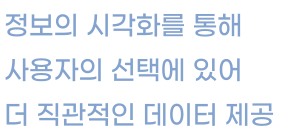 정보의 시각화를 통해
사용자의 선택에 있어
더 직관적인 데이터 제공